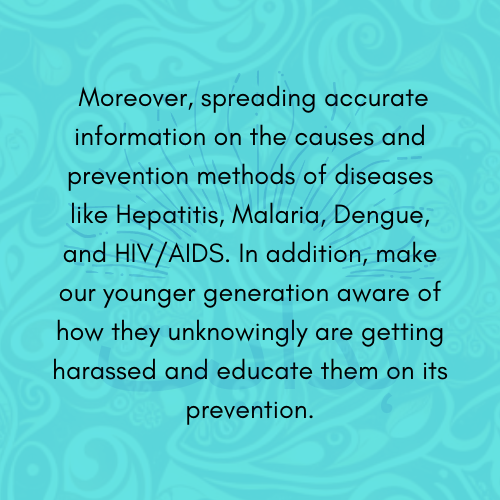 Moreover, spreading accurate
information on the causes and
prevention methods of diseases
like Hepatitis, Malaria, Dengue,
and HIV/AIDS. In addition, make
our younger generation aware of
how they unknowingly are getting
harassed and educate them on its
prevention.